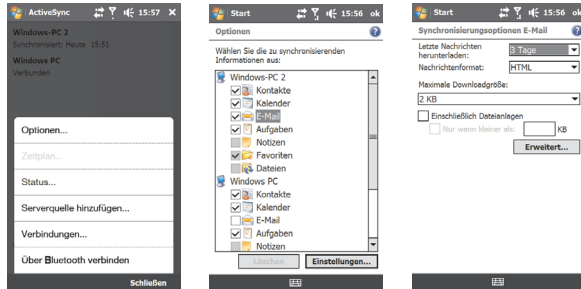 ActiveSync
15:57
Windows-PC 2
Synchronisiert: Heute 15:51
Windows PC
Verbunden
Optionen...
Zeitplan...
Status...
Serverquelle hinzufügen...
Verbindungen...
Über Bluetooth verbinden
Schließen
Start
15:56 ok
Optionen
Wählen Sie die zu synchronisierenden
Informationen aus:
Windows-PC 2
Kontakte
Kalender
E-Mail
Aufgaben
Notizen
Favoriten
Dateien
Windows PC
Kontakte
Kalender
E-Mail
Aufgaben
Notizen
Löschen Einstellungen...
Start
15:56 ok
Synchronisierungsoptionen E-Mail
Letzte Nachrichten
herunterladen: 3 Tage
Nachrichtenformat: HTML
Maximale Downloadgröße:
2 KB
Einschließlich Dateianlagen
Nur wenn kleiner als: KB
Erweitert...